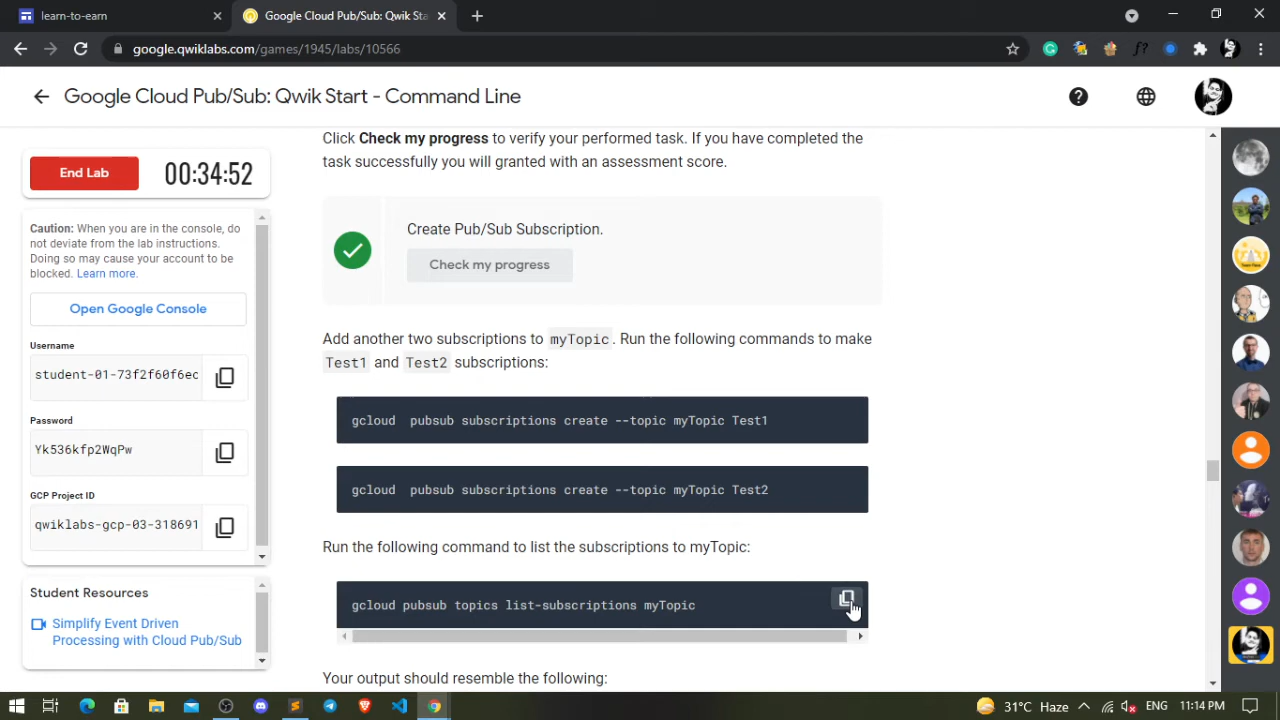 learn-to-earn
Google Cloud Pub/Sub: Qwik Sta
google.qwiklabs.com/games/1945/labs/10566
Google Cloud Pub/Sub: Qwik Start - Command Line
End Lab
00:34:52
Caution: When you are in the console, do
not deviate from the lab instructions.
Doing so may cause your account to be
blocked. Learn more.
Open Google Console
Username
student-01-73f2f60f6ec
Password
Yk536kfp2WqPw
GCP Project ID
qwiklabs-gcp-03-318691
Student Resources
Simplify Event Driven
Processing with Cloud Pub/Sub
Click Check my progress to verify your performed task. If you have completed the
task successfully you will granted with an assessment score.
Create Pub/Sub Subscription.
Check my progress
Add another two subscriptions to myTopic. Run the following commands to make
Test1 and Test2 subscriptions:
gcloud  pubsub subscriptions create --topic myTopic Test1
gcloud  pubsub subscriptions create --topic myTopic Test2
Run the following command to list the subscriptions to myTopic:
gcloud pubsub topics list-subscriptions myTopic
Your output should resemble the following:
31°C Haze
ENG
11:14 PM